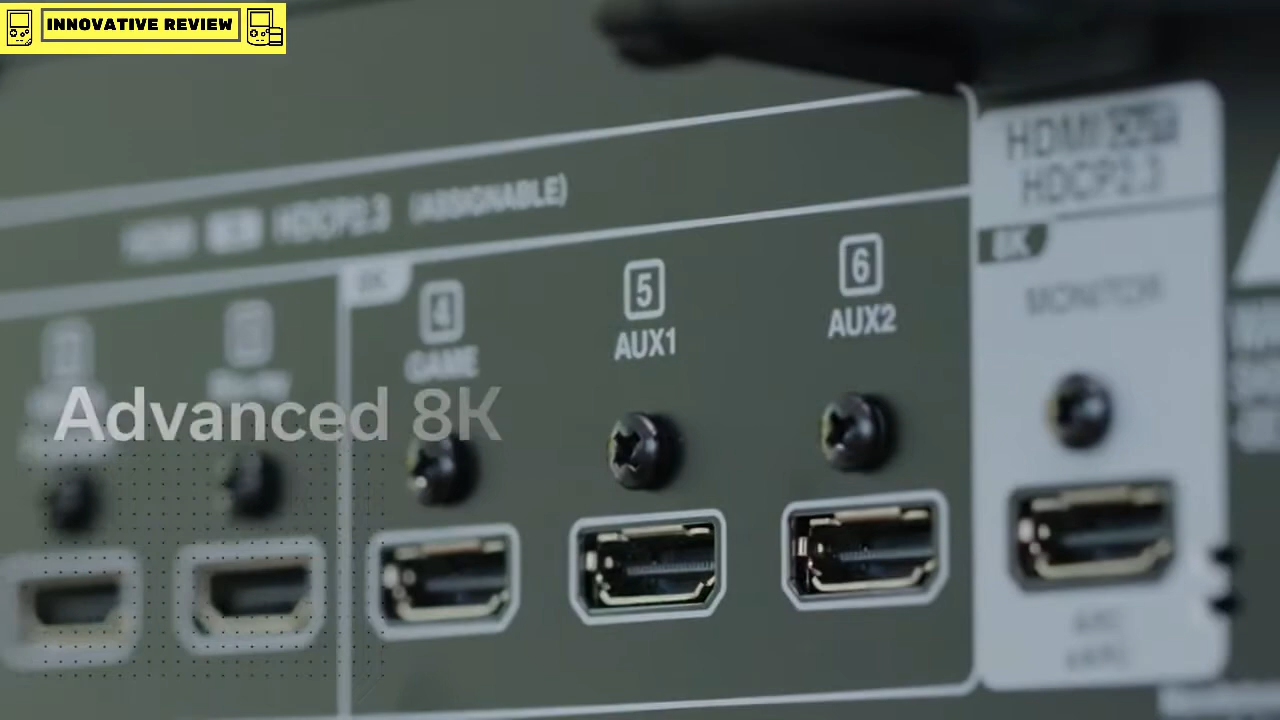 INNOVATIVE REVIEW
HDMI HDCP2.3 (ASSIGNABLE)
HDMI
HDCP2.3
8K
8K
MONITOR
4
GAME
5
AUX1
6
AUX2
Advanced 8K